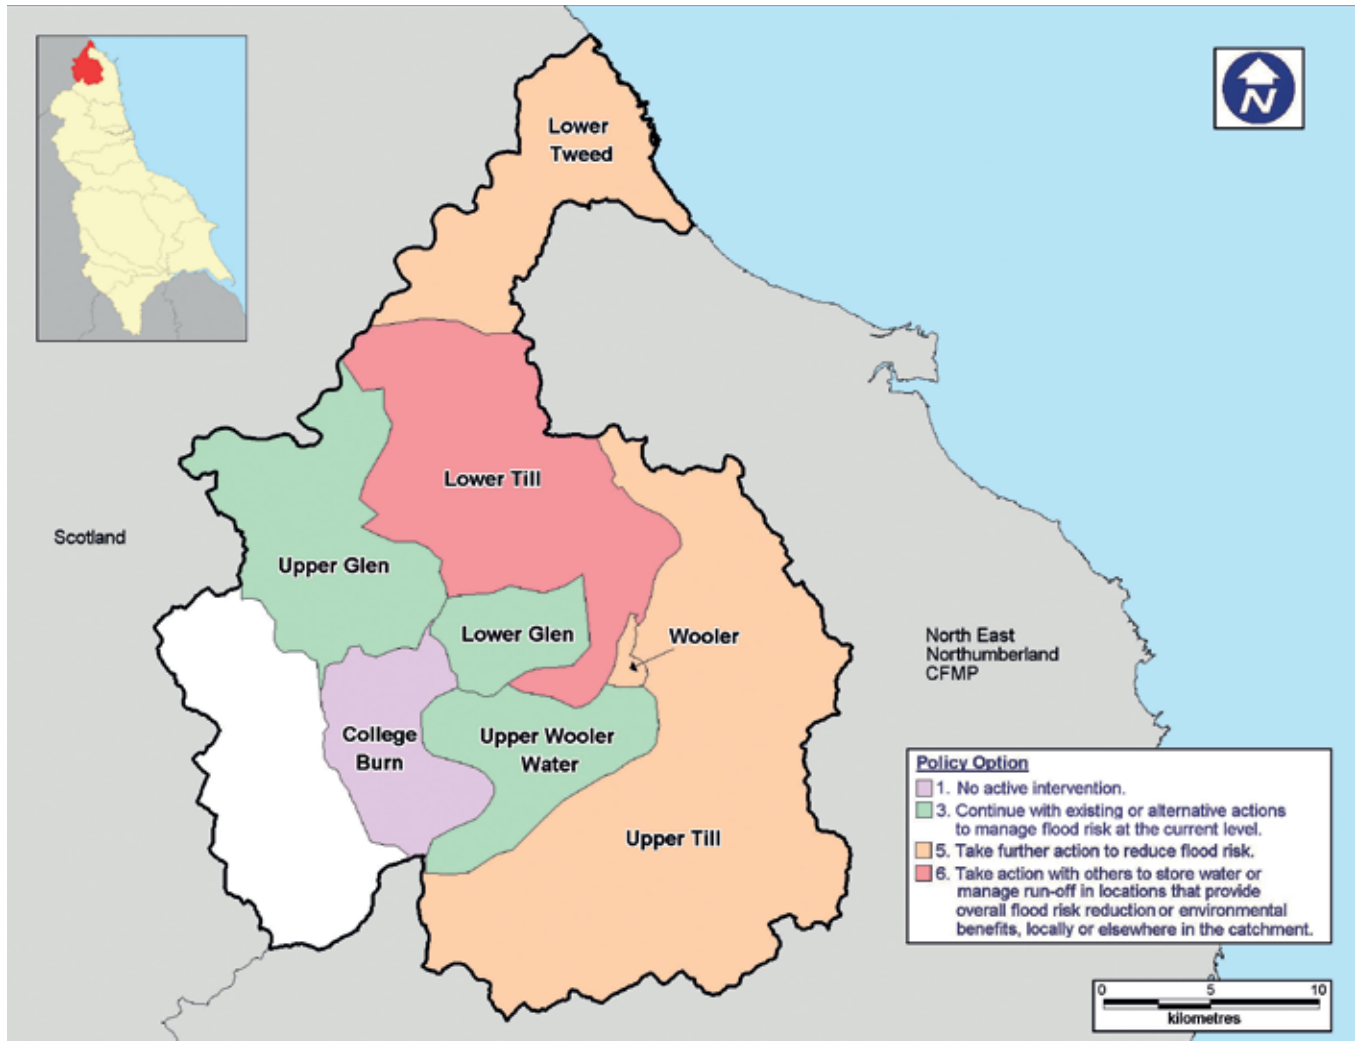 N
Lower
Tweed
Lower Till
Scotland
Upper Glen
Lower Glen
Wooler
North East
Northumberland
CFMP
College
Burn
Upper Wooler
Water
Upper Till
Policy Option
1. No active intervention.
3. Continue with existing or alternative actions
to manage flood risk at the current level.
5. Take further action to reduce flood risk.
6. Take action with others to store water or
manage run-off in locations that provide
overall flood risk reduction or environmental
benefits, locally or elsewhere in the catchment.
0 5 10
kilometres